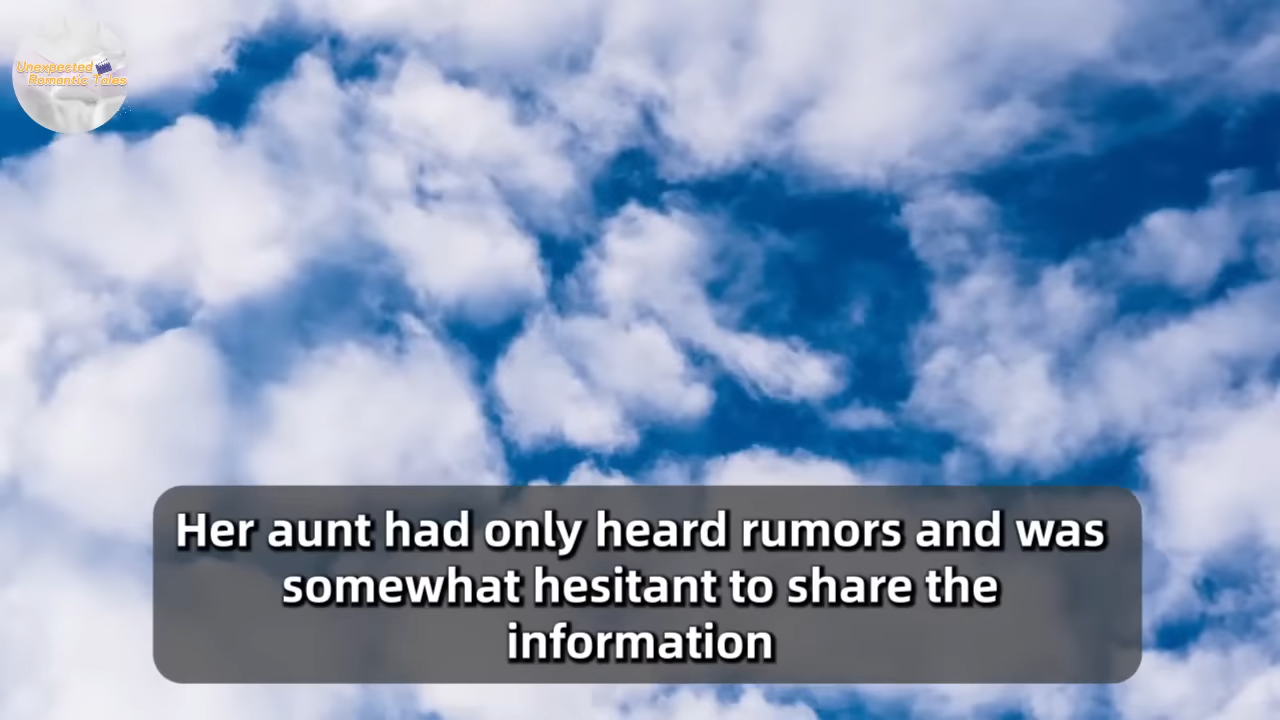 Unexpected
Romantic Tales
Her aunt had only heard rumors and was
somewhat hesitant to share the
information